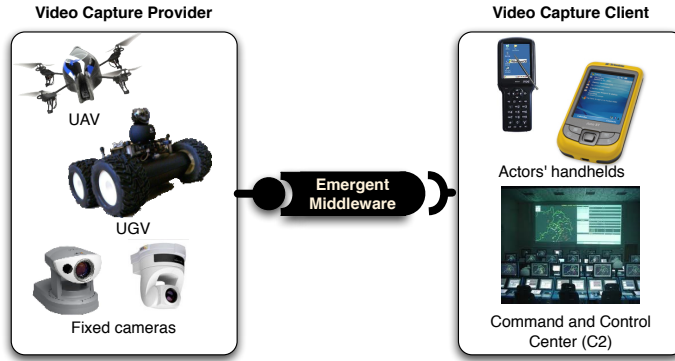 Video Capture Provider
Video Capture Client
UAV
UGV
Fixed cameras
Emergent
Middleware
Actors' handhelds
Command and Control
Center (C2)